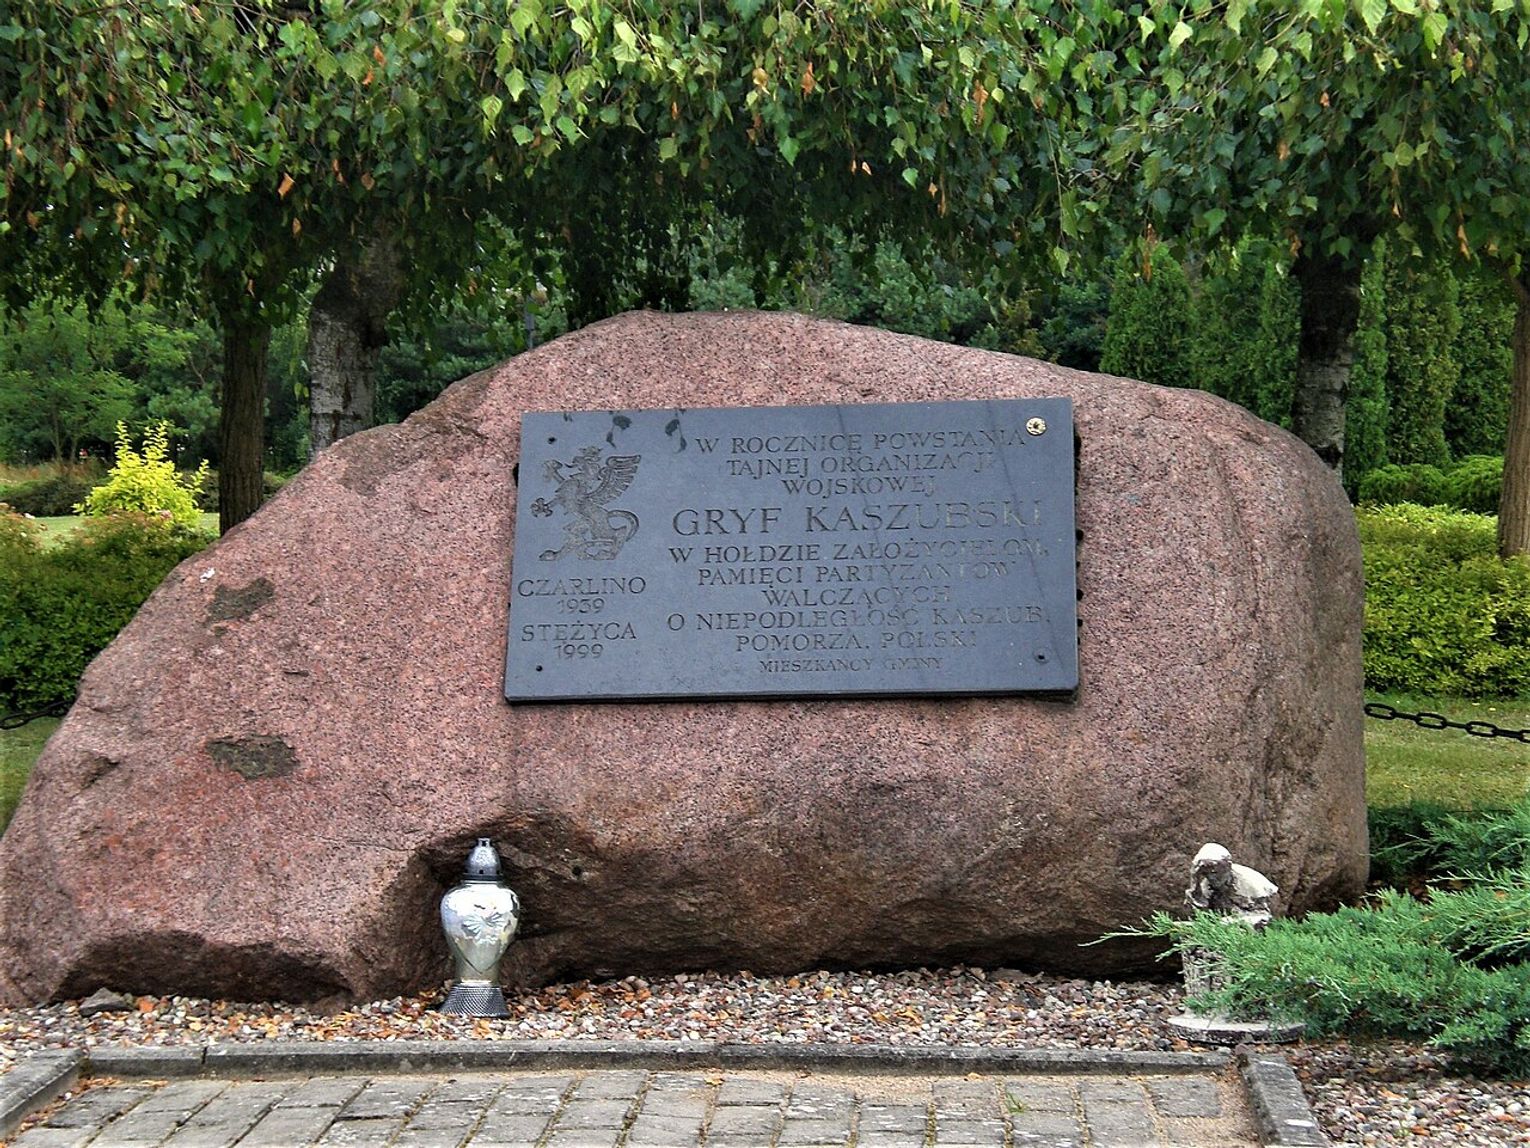 W ROCZNICĘ POWSTANIA
TAJNEJ ORGANIZACJI
WOJSKOWEJ
GRYF KASZUBSKI
W HOŁDZIE ZAŁOŻYCIELOM,
PAMIĘCI PARTYZANTÓW
WALCZĄCYCH
O NIEPODLEGŁOŚĆ KASZUB,
POMORZA, POLSKI
MIESZKAŃCY GMINY
CZARLINO
1939
STĘŻYCA
1999